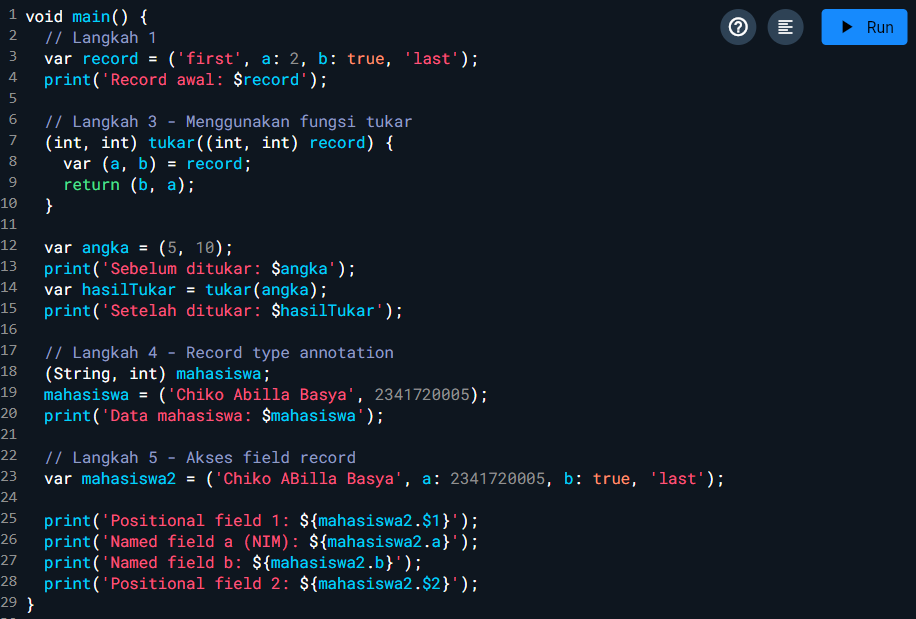 Run
1 void main() {
2   // Langkah 1
3   var record = ('first', a: 2, b: true, 'last');
4   print('Record awal: $record');
5
6   // Langkah 3 - Menggunakan fungsi tukar
7   (int, int) tukar((int, int) record) {
8     var (a, b) = record;
9     return (b, a);
10   }
11
12   var angka = (5, 10);
13   print('Sebelum ditukar: $angka');
14   var hasilTukar = tukar(angka);
15   print('Setelah ditukar: $hasilTukar');
16
17   // Langkah 4 - Record type annotation
18   (String, int) mahasiswa;
19   mahasiswa = ('Chiko Abilla Basya', 2341720005);
20   print('Data mahasiswa: $mahasiswa');
21
22   // Langkah 5 - Akses field record
23   var mahasiswa2 = ('Chiko ABilla Basya', a: 2341720005, b: true, 'last');
24
25   print('Positional field 1: ${mahasiswa2.$1}');
26   print('Named field a (NIM): ${mahasiswa2.a}');
27   print('Named field b: ${mahasiswa2.b}');
28   print('Positional field 2: ${mahasiswa2.$2}');
29 }